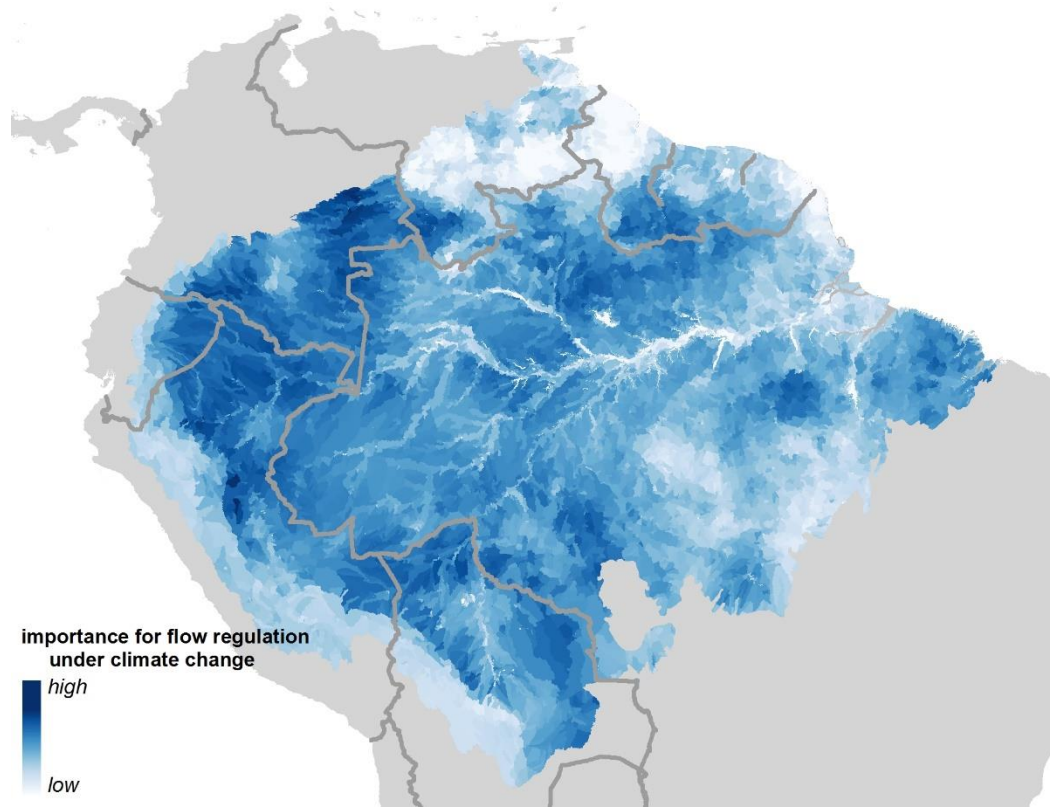 importance for flow regulation
under climate change
high
low